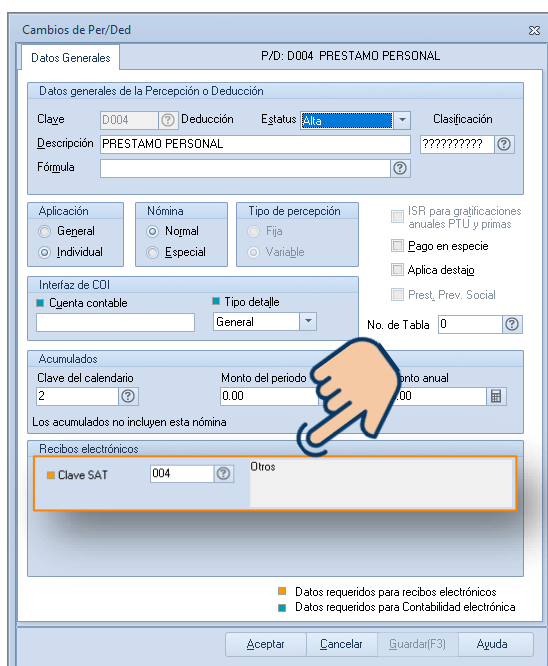 Cambios de Per/Ded
Datos Generales P/D: D004 PRESTAMO PERSONAL
Datos generales de la Percepción o Deducción
Clave D004 ? Deducción Estatus Alta Clasificación
Descripción PRESTAMO PERSONAL ?????????? ?
Fórmula ?
Aplicación Nómina Tipo de percepción ISR para gratificaciones
anuales PTU y primas
General Normal Fija
Pago en especie
Individual Especial Variable
Aplica destajo
Interfaz de COI
Prest. Prev. Social
Cuenta contable Tipo detalle
General No. de Tabla 0 ?
Acumulados
Clave del calendario Monto del periodo anual
2 ? 0.00 00
Los acumulados no incluyen esta nómina
Recibos electrónicos
Clave SAT 004 ? Otros
Datos requeridos para recibos electrónicos
Datos requeridos para Contabilidad electrónica
Aceptar Cancelar Guardar(F3) Ayuda